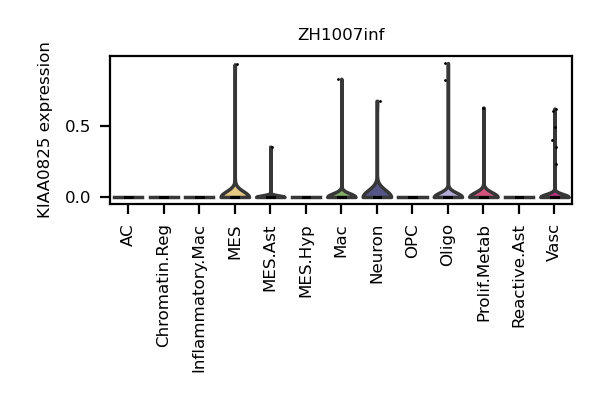 ZH1007inf
KIAA0825 expression
0.5
0.0
AC
Chromatin.Reg
Inflammatory.Mac
MES
MES.Ast
MES.Hyp
Mac
Neuron
OPC
Oligo
Prolif.Metab
Reactive.Ast
Vasc